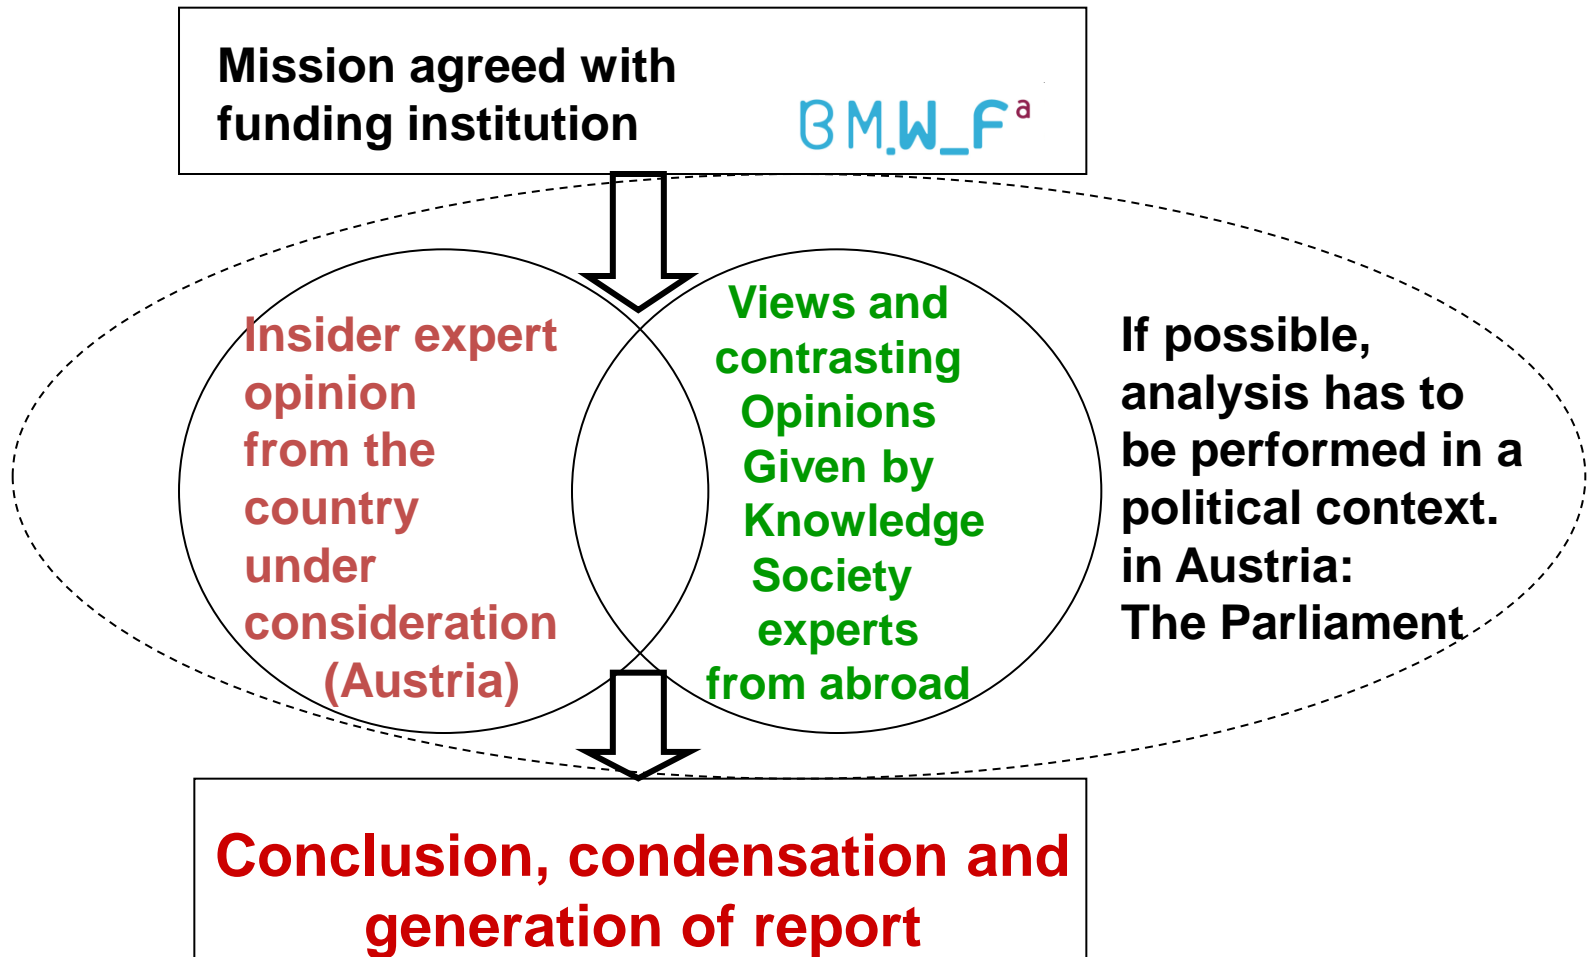 Mission agreed with
funding institution
BM.W_Fª
Insider expert
opinion
from the
country
under
consideration
(Austria)
Views and
contrasting
Opinions
Given by
Knowledge
Society
experts
from abroad
If possible,
analysis has to
be performed in a
political context.
in Austria:
The Parliament
Conclusion, condensation and
generation of report